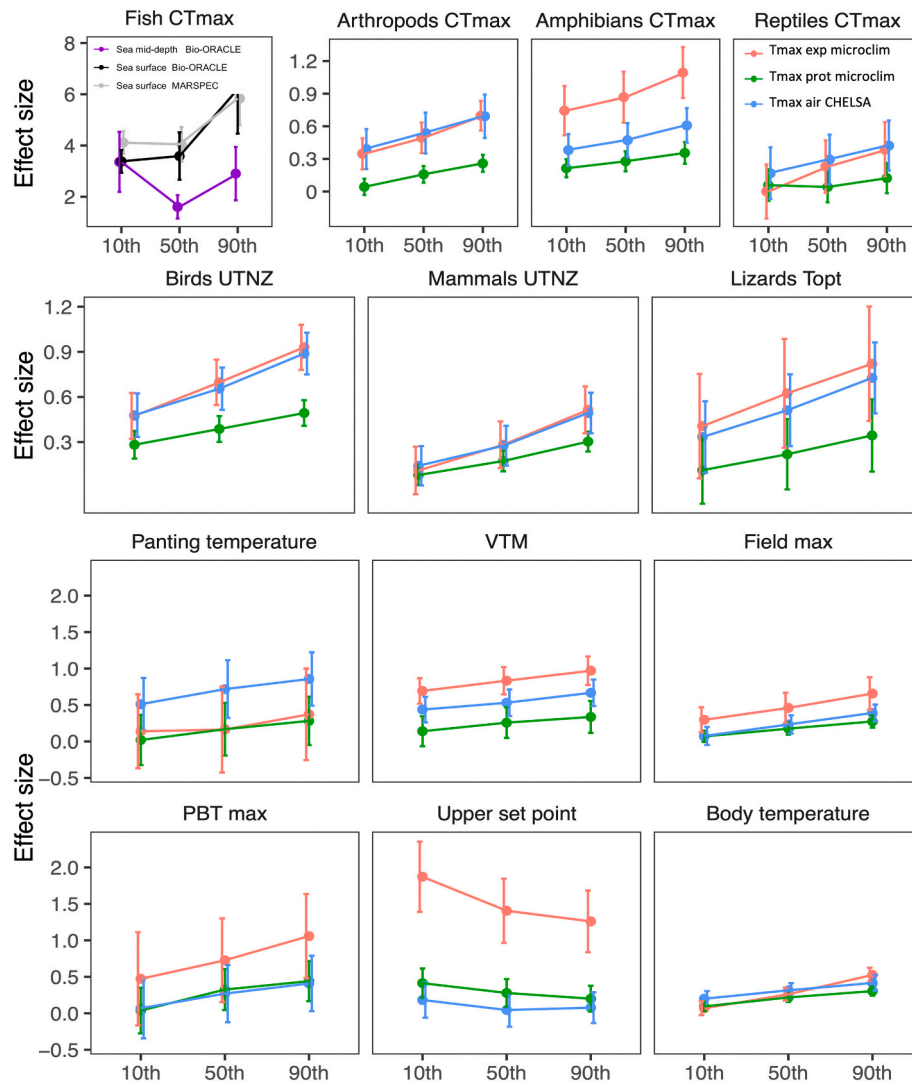 Fish CTmax
Arthropods CTmax
Amphibians CTmax
Reptiles CTmax
Effect size
8
6
4
2
Sea mid-depth Bio-ORACLE
Sea surface Bio-ORACLE
Sea surface MARSPEC
1.2
0.9
0.6
0.3
0
Tmax exp microclim
Tmax prot microclim
Tmax air CHELSA
10th 50th 90th
10th 50th 90th
10th 50th 90th
10th 50th 90th
Birds UTNZ
Mammals UTNZ
Lizards Topt
Effect size
1.2
0.9
0.6
0.3
Panting temperature
VTM
Field max
2.0
1.5
1.0
0.5
0.0
−0.5
Effect size
PBT max
Upper set point
Body temperature
2.0
1.5
1.0
0.5
0.0
−0.5
10th 50th 90th
10th 50th 90th
10th 50th 90th